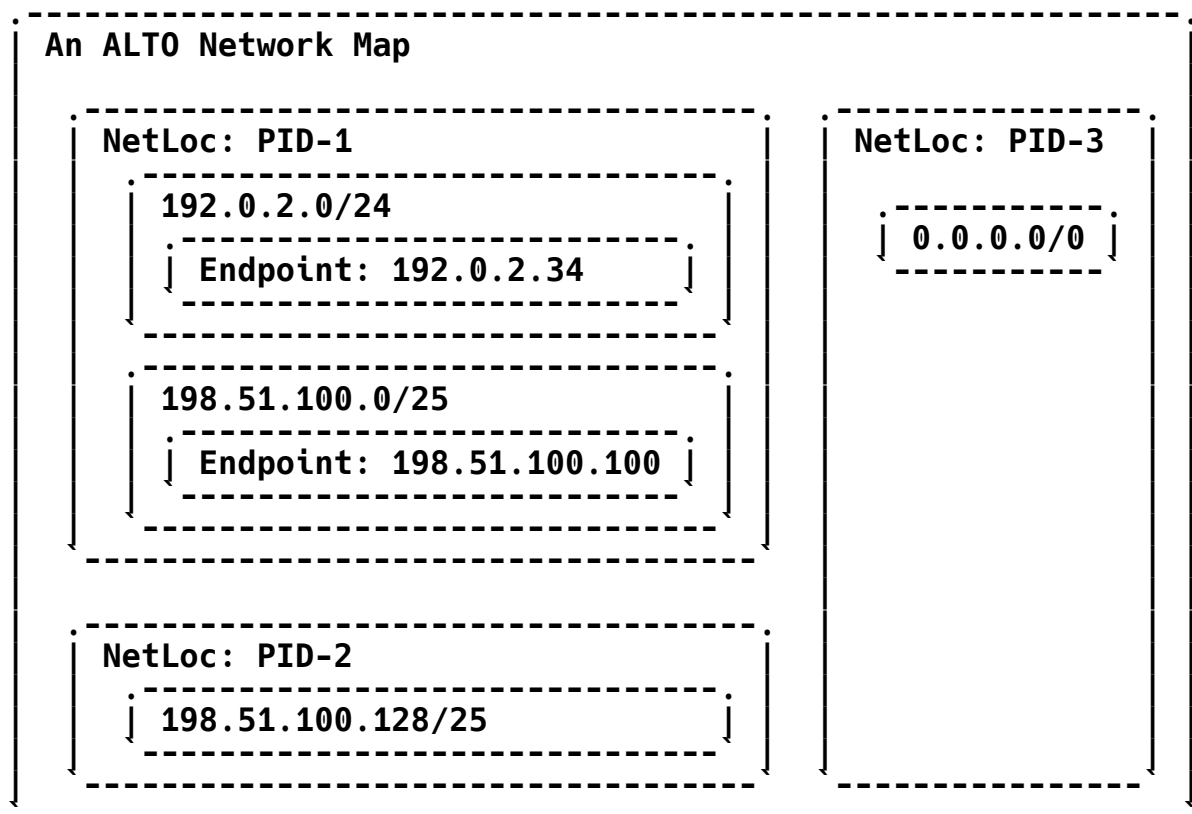 An ALTO Network Map
NetLoc: PID-1
192.0.2.0/24
Endpoint: 192.0.2.34
198.51.100.0/25
Endpoint: 198.51.100.100
NetLoc: PID-2
198.51.100.128/25
NetLoc: PID-3
0.0.0.0/0